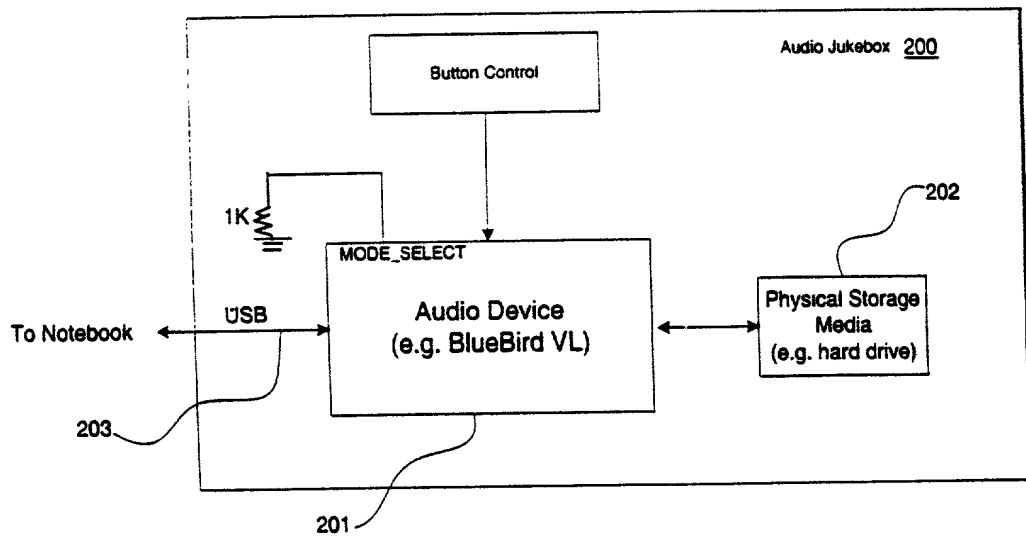 Audio Jukebox 200
Button Control
202
1K
MODE_SELECT
Audio Device
(e.g. BlueBird VL)
Physical Storage
Media
(e.g. hard drive)
USB
To Notebook
203
201